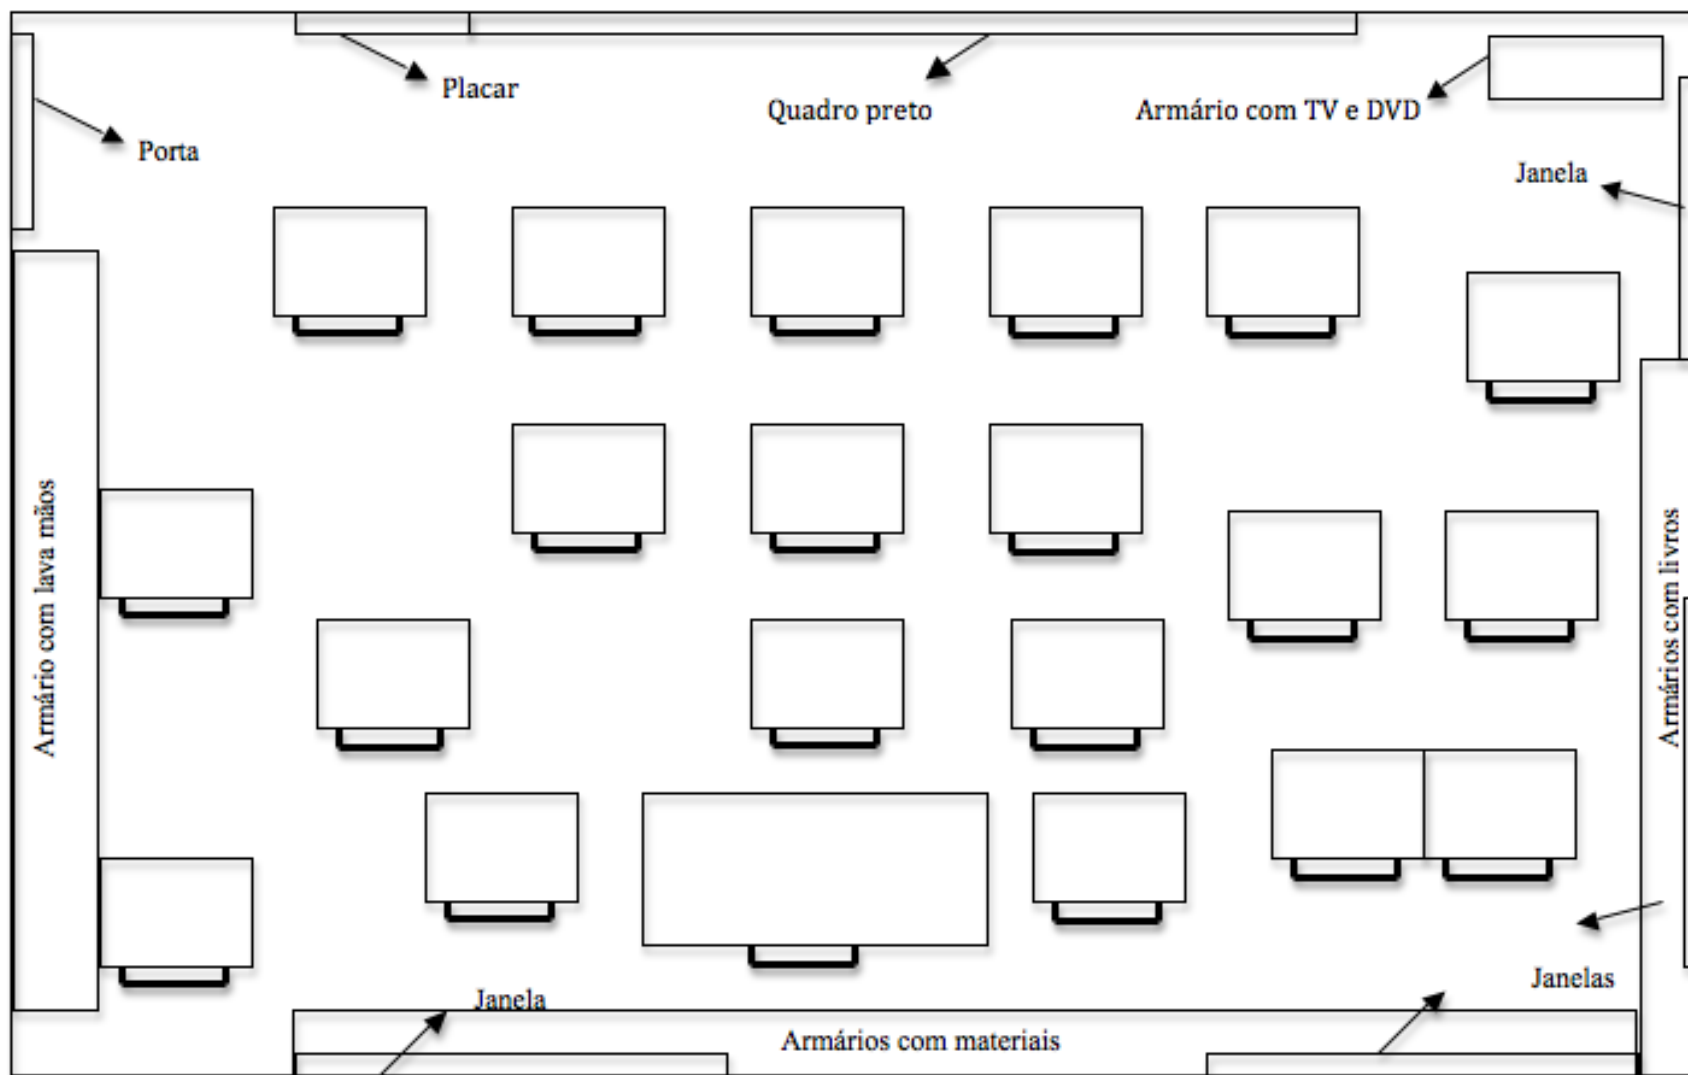 Placar
Quadro preto
Armário com TV e DVD
Porta
Janela
Armário com lava mãos
Armários com livros
Janelas
Janela
Armários com materiais